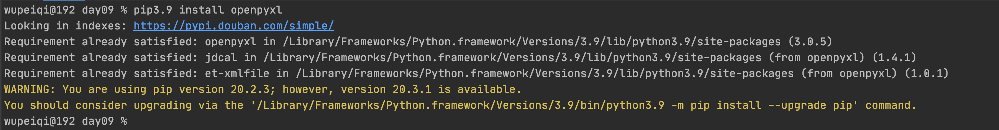 wupeiqi@192 day09 % pip3.9 install openpyxl
Looking in indexes: https://pypi.douban.com/simple/
Requirement already satisfied: openpyxl in /Library/Frameworks/Python.framework/Versions/3.9/lib/python3.9/site-packages (3.0.5)
Requirement already satisfied: jdcal in /Library/Frameworks/Python.framework/Versions/3.9/lib/python3.9/site-packages (from openpyxl) (1.4.1)
Requirement already satisfied: et-xmlfile in /Library/Frameworks/Python.framework/Versions/3.9/lib/python3.9/site-packages (from openpyxl) (1.0.1)
WARNING: You are using pip version 20.2.3; however, version 20.3.1 is available.
You should consider upgrading via the '/Library/Frameworks/Python.framework/Versions/3.9/bin/python3.9 -m pip install --upgrade pip' command.
wupeiqi@192 day09 %